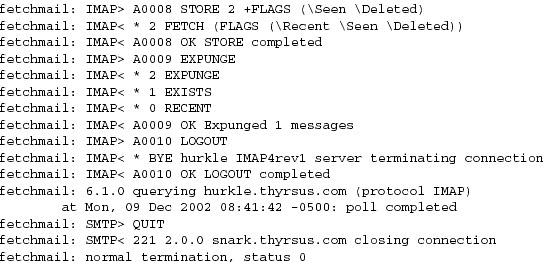 fetchmail: IMAP> A0008 STORE 2 +FLAGS (\Seen \Deleted)
fetchmail: IMAP< * 2 FETCH (FLAGS (\Recent \Seen \Deleted))
fetchmail: IMAP< A0008 OK STORE completed
fetchmail: IMAP> A0009 EXPUNGE
fetchmail: IMAP< * 2 EXPUNGE
fetchmail: IMAP< * 1 EXISTS
fetchmail: IMAP< * 0 RECENT
fetchmail: IMAP< A0009 OK Expunged 1 messages
fetchmail: IMAP> A0010 LOGOUT
fetchmail: IMAP< * BYE hurkle IMAP4rev1 server terminating connection
fetchmail: IMAP< A0010 OK LOGOUT completed
fetchmail: 6.1.0 querying hurkle.thyrsus.com (protocol IMAP)
        at Mon, 09 Dec 2002 08:41:42 -0500: poll completed
fetchmail: SMTP> QUIT
fetchmail: SMTP< 221 2.0.0 snark.thyrsus.com closing connection
fetchmail: normal termination, status 0